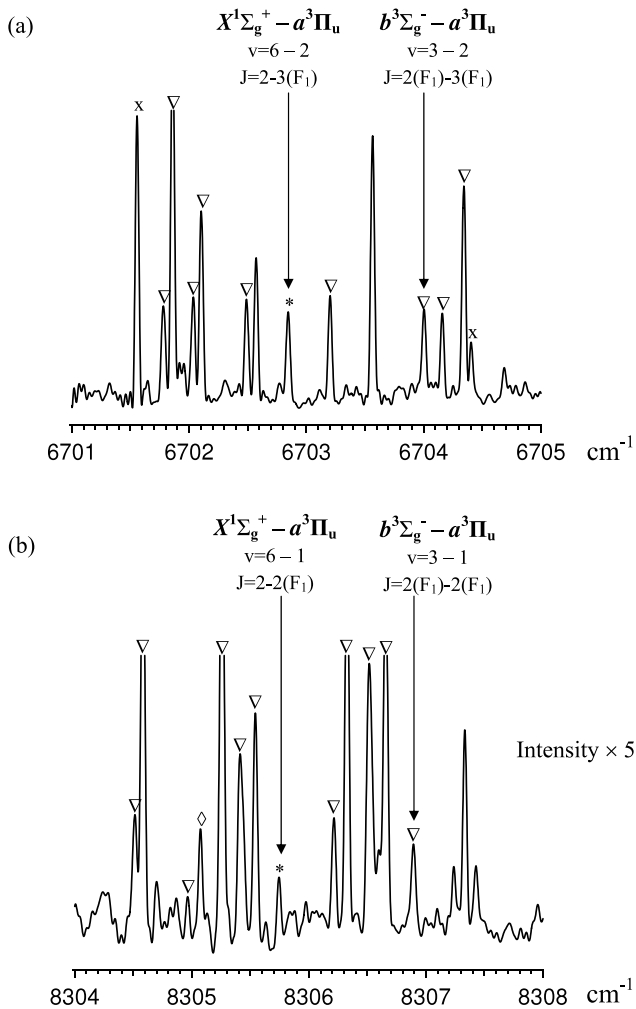 (a)
X¹Σg⁺ – a³Πu b³Σg⁻ – a³Πu
v=6 – 2 v=3 – 2
J=2-3(F₁) J=2(F₁)-3(F₁)
x ∇
∇ ∇
∇ ∇ ∇ * ∇ ∇ ∇ x
6701 6702 6703 6704 6705 cm⁻¹
(b)
X¹Σg⁺ – a³Πu b³Σg⁻ – a³Πu
v=6 – 1 v=3 – 1
J=2-2(F₁) J=2(F₁)-2(F₁)
∇ ∇ ∇ ∇ ∇
∇
∇ Intensity × 5
∇ ◊ ∇ ∇
∇ *
8304 8305 8306 8307 8308 cm⁻¹